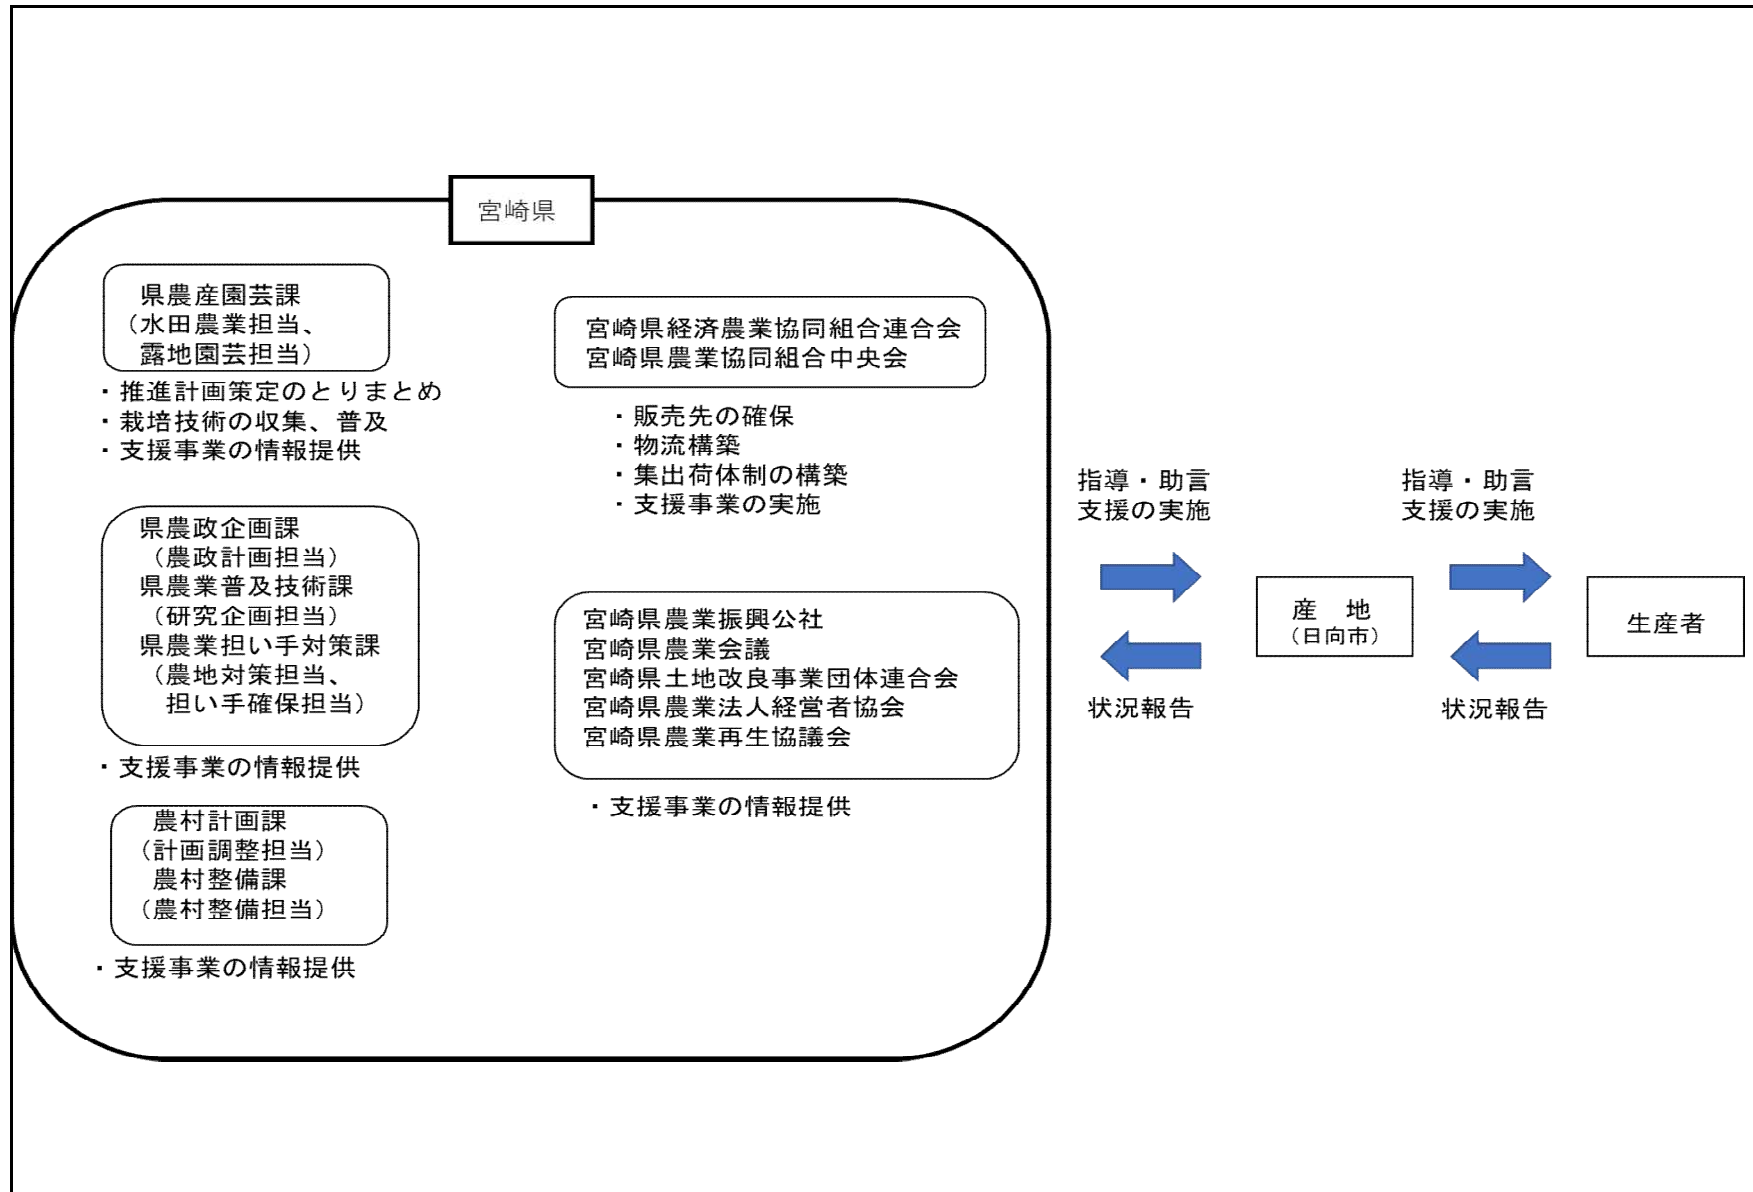 宮崎県
県農産園芸課
（水田農業担当、
露地園芸担当）
・推進計画策定のとりまとめ
・栽培技術の収集、普及
・支援事業の情報提供
県農政企画課
（農政計画担当）
県農業普及技術課
（研究企画担当）
県農業担い手対策課
（農地対策担当、
担い手確保担当）
・支援事業の情報提供
農村計画課
（計画調整担当）
農村整備課
（農村整備担当）
・支援事業の情報提供
宮崎県経済農業協同組合連合会
宮崎県農業協同組合中央会
・販売先の確保
・物流構築
・集出荷体制の構築
・支援事業の実施
宮崎県農業振興公社
宮崎県農業会議
宮崎県土地改良事業団体連合会
宮崎県農業法人経営者協会
宮崎県農業再生協議会
・支援事業の情報提供
指導・助言
支援の実施
状況報告
産　地
（日向市）
指導・助言
支援の実施
状況報告
生産者